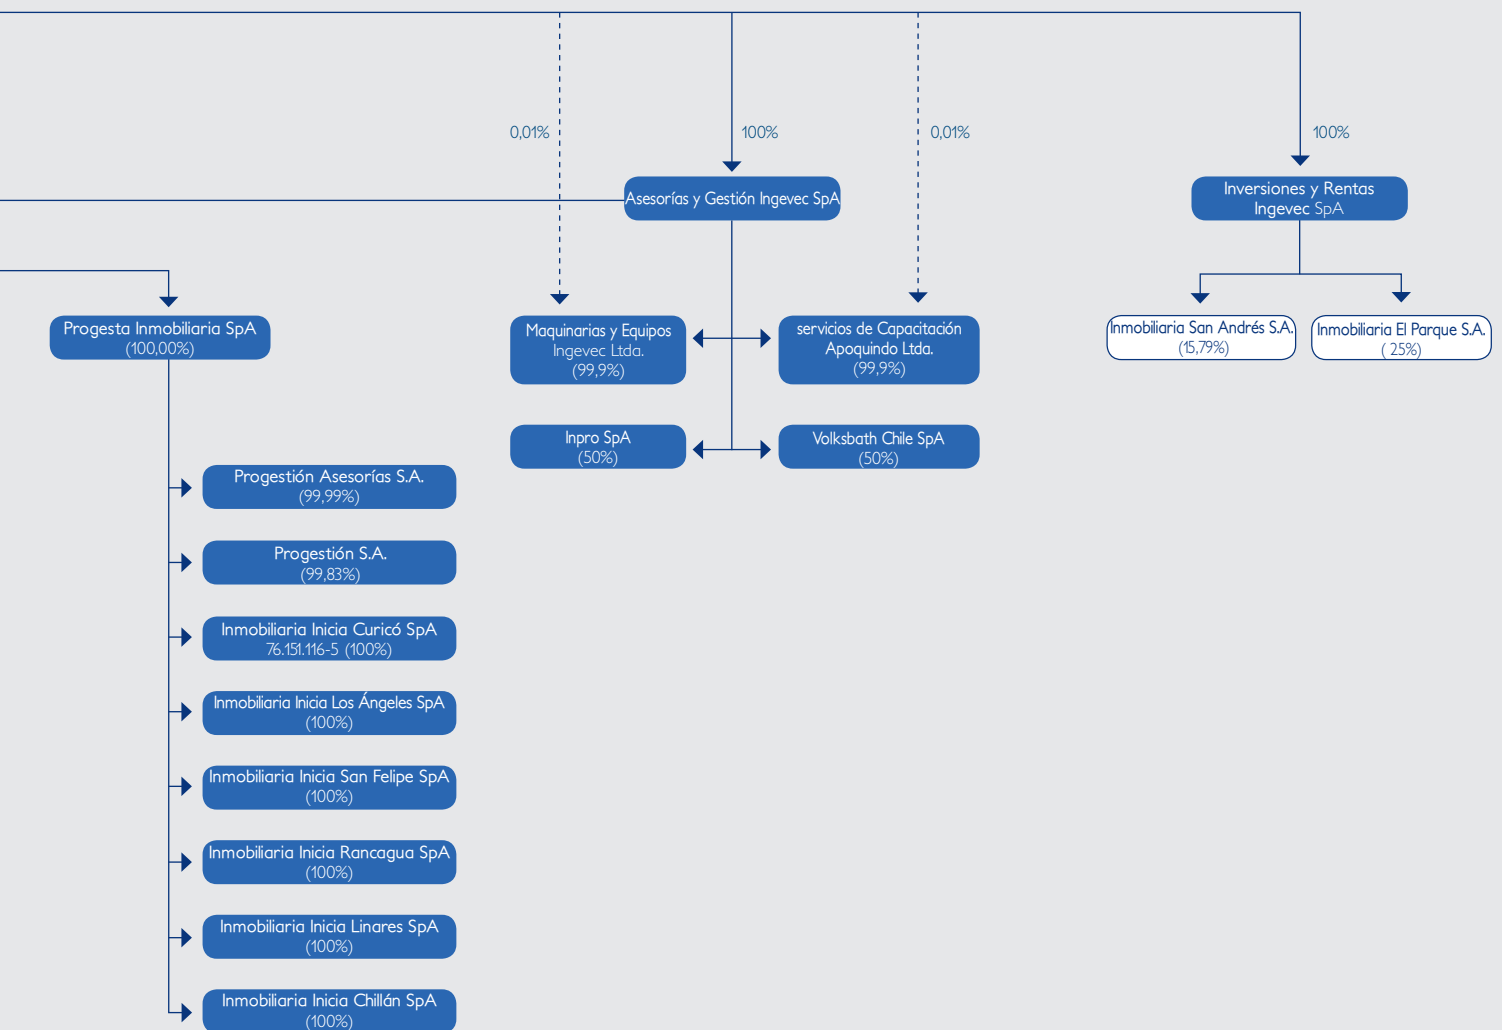 0,01%
100%
0,01%
100%
Asesorías y Gestión Ingevec SpA
Inversiones y Rentas
Ingevec SpA
Progesta Inmobiliaria SpA
(100,00%)
Maquinarias y Equipos
Ingevec Ltda.
(99,9%)
servicios de Capacitación
Apoquindo Ltda.
(99,9%)
Inmobiliaria San Andrés S.A.
(15,79%)
Inmobiliaria El Parque S.A.
( 25%)
Inpro SpA
(50%)
Volksbath Chile SpA
(50%)
Progestión Asesorías S.A.
(99,99%)
Progestión S.A.
(99,83%)
Inmobiliaria Inicia Curicó SpA
76.151.116-5 (100%)
Inmobiliaria Inicia Los Ángeles SpA
(100%)
Inmobiliaria Inicia San Felipe SpA
(100%)
Inmobiliaria Inicia Rancagua SpA
(100%)
Inmobiliaria Inicia Linares SpA
(100%)
Inmobiliaria Inicia Chillán SpA
(100%)